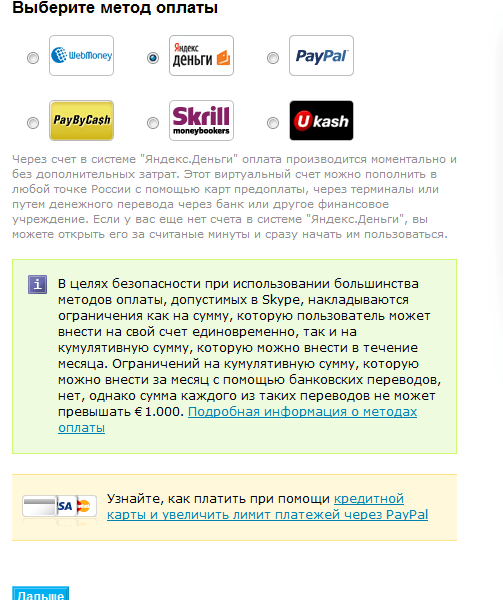 Выберите метод оплаты
WebMoney
Яндекс ДЕНЬГИ
PayPal
PayByCa$h
Skrill moneybookers
Ukash
Через счет в системе "Яндекс.Деньги" оплата производится моментально и
без дополнительных затрат. Этот виртуальный счет можно пополнить в
любой точке России с помощью карт предоплаты, через терминалы или
путем денежного перевода через банк или другое финансовое
учреждение. Если у вас еще нет счета в системе "Яндекс.Деньги", вы
можете открыть его за считаные минуты и сразу начать им пользоваться.
i
В целях безопасности при использовании большинства
методов оплаты, допустимых в Skype, накладываются
ограничения как на сумму, которую пользователь может
внести на свой счет единовременно, так и на
кумулятивную сумму, которую можно внести в течение
месяца. Ограничений на кумулятивную сумму, которую
можно внести за месяц с помощью банковских переводов,
нет, однако сумма каждого из таких переводов не может
превышать €1.000. Подробная информация о методах
оплаты
Узнайте, как платить при помощи кредитной
карты и увеличить лимит платежей через PayPal
Дальше